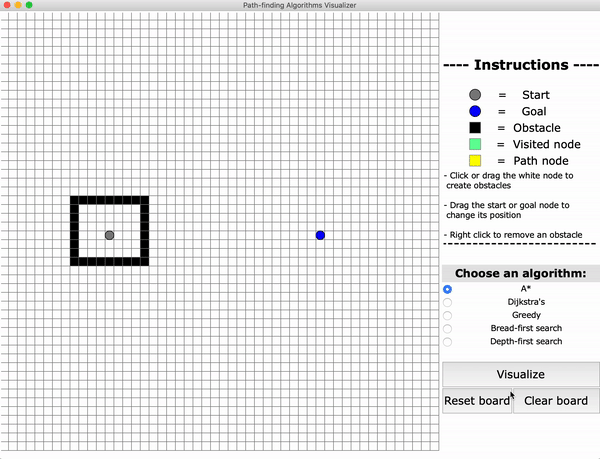 Path-finding Algorithms Visualizer
---- Instructions ----
= Start
= Goal
= Obstacle
= Visited node
= Path node
- Click or drag the white node to
create obstacles
- Drag the start or goal node to
change its position
- Right click to remove an obstacle
Choose an algorithm:
A*
Dijkstra's
Greedy
Bread-first search
Depth-first search
Visualize
Reset board Clear board